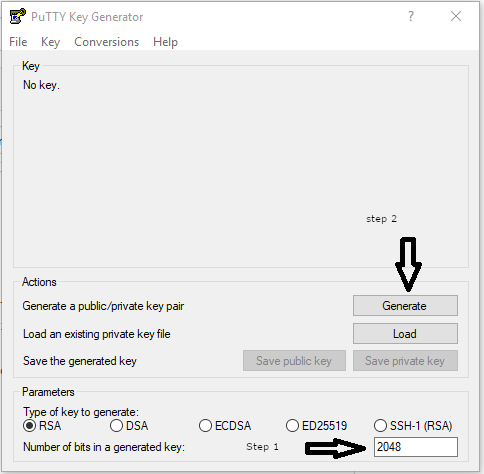 PuTTY Key Generator ? ×
File Key Conversions Help
Key
No key.
step 2
Actions
Generate a public/private key pair Generate
Load an existing private key file Load
Save the generated key Save public key Save private key
Parameters
Type of key to generate:
RSA DSA ECDSA ED25519 SSH-1 (RSA)
Number of bits in a generated key: Step 1 2048